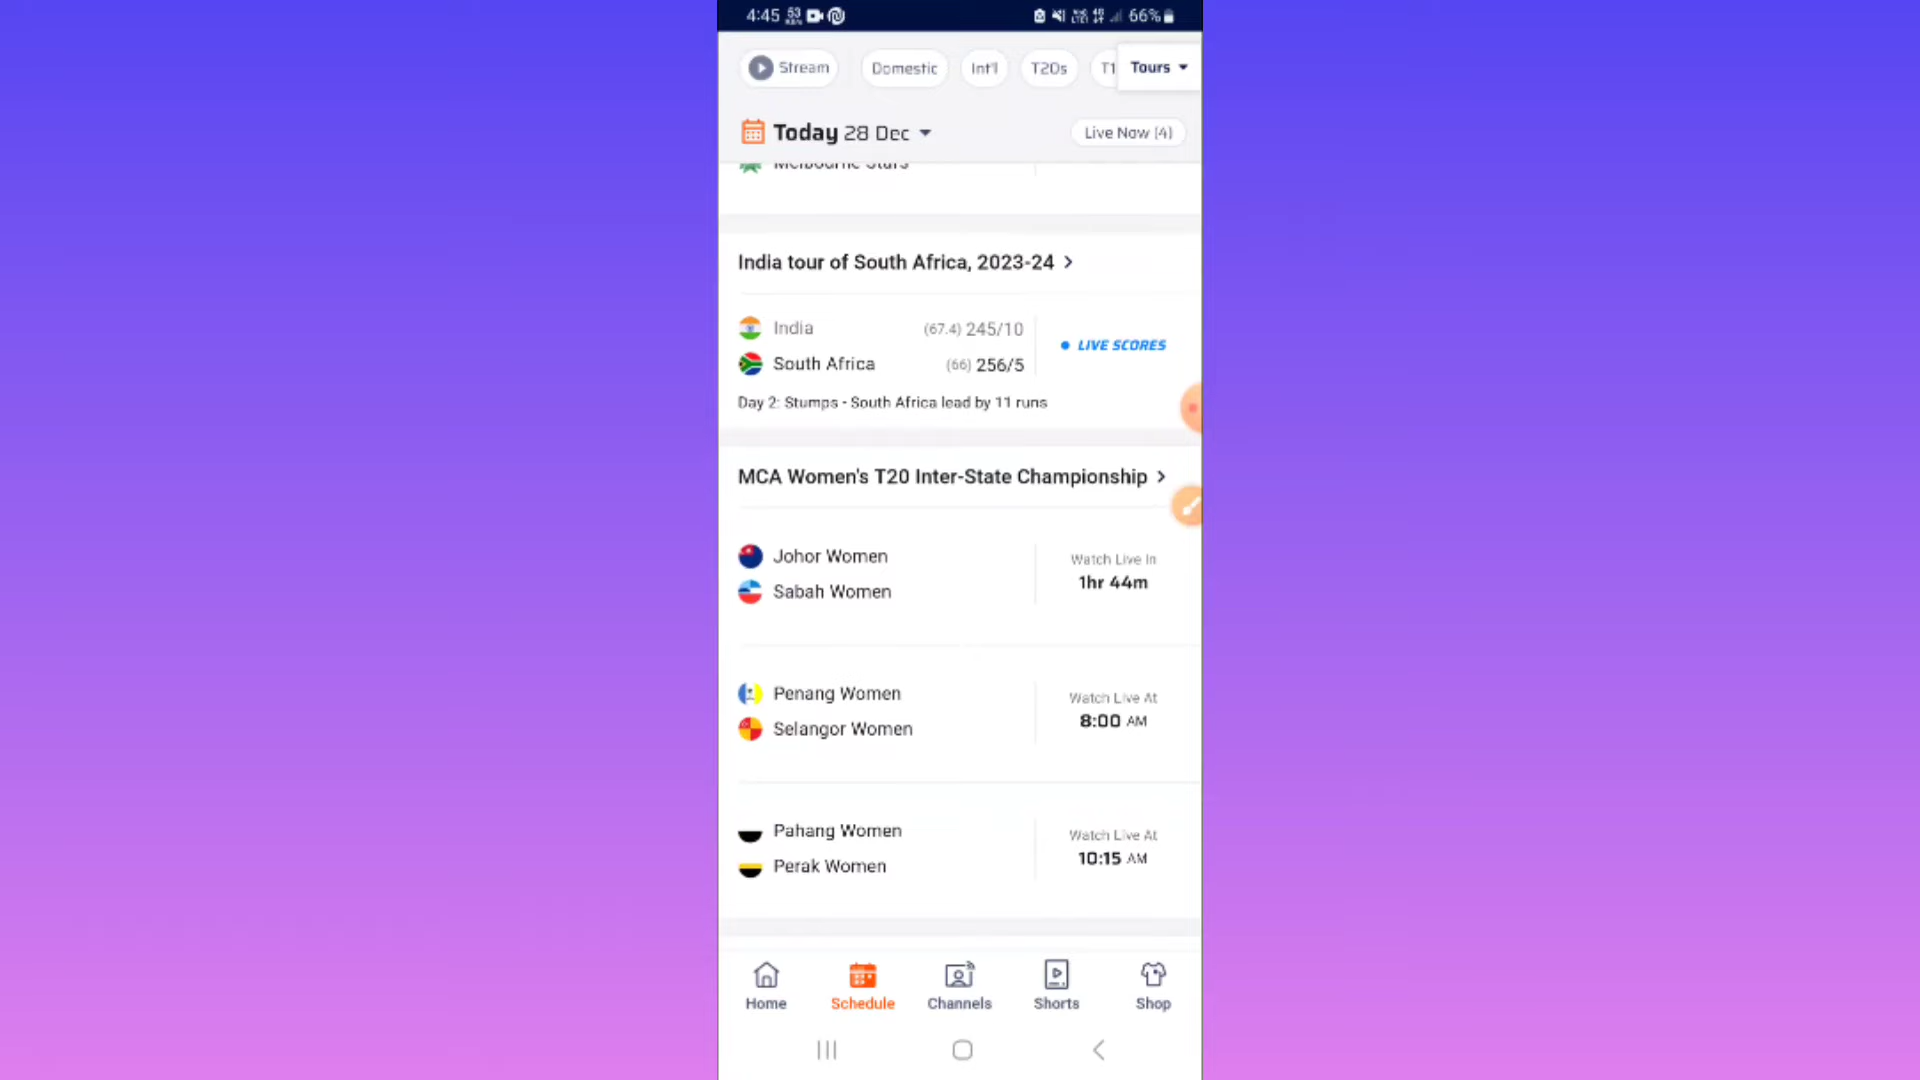 4:45 53 KB/s 66%
Stream Domestic Int'l T20s T1 Tours
Today 28 Dec Live Now (4)
Melbourne Stars
India tour of South Africa, 2023-24
India (67.4) 245/10
LIVE SCORES
South Africa (66) 256/5
Day 2: Stumps - South Africa lead by 11 runs
MCA Women's T20 Inter-State Championship
Johor Women
Watch Live In
1hr 44m
Sabah Women
Penang Women
Watch Live At
8:00 AM
Selangor Women
Pahang Women
Watch Live At
10:15 AM
Perak Women
Home Schedule Channels Shorts Shop